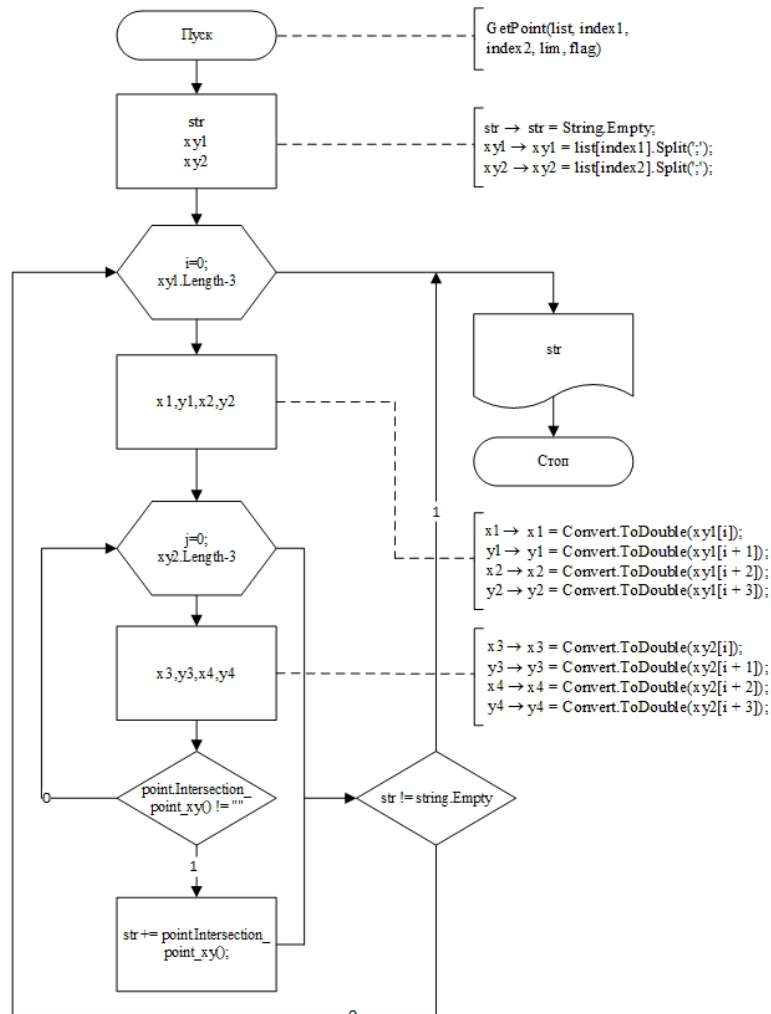 Пуск
GetPoint(list, index1,
index2, lim, flag)
str
xy1
xy2
str → str = String.Empty;
xy1 → xy1 = list[index1].Split(';');
xy2 → xy2 = list[index2].Split(';');
i=0;
xy1.Length-3
str
x1,y1,x2,y2
Стоп
1
j=0;
xy2.Length-3
x1 → x1 = Convert.ToDouble(xy1[i]);
y1 → y1 = Convert.ToDouble(xy1[i + 1]);
x2 → x2 = Convert.ToDouble(xy1[i + 2]);
y2 → y2 = Convert.ToDouble(xy1[i + 3]);
x3,y3,x4,y4
x3 → x3 = Convert.ToDouble(xy2[i]);
y3 → y3 = Convert.ToDouble(xy2[i + 1]);
x4 → x4 = Convert.ToDouble(xy2[i + 2]);
y4 → y4 = Convert.ToDouble(xy2[i + 3]);
point.Intersection_
point_xy() != ""
0
str != string.Empty
1
str += point.Intersection_
point_xy();
0